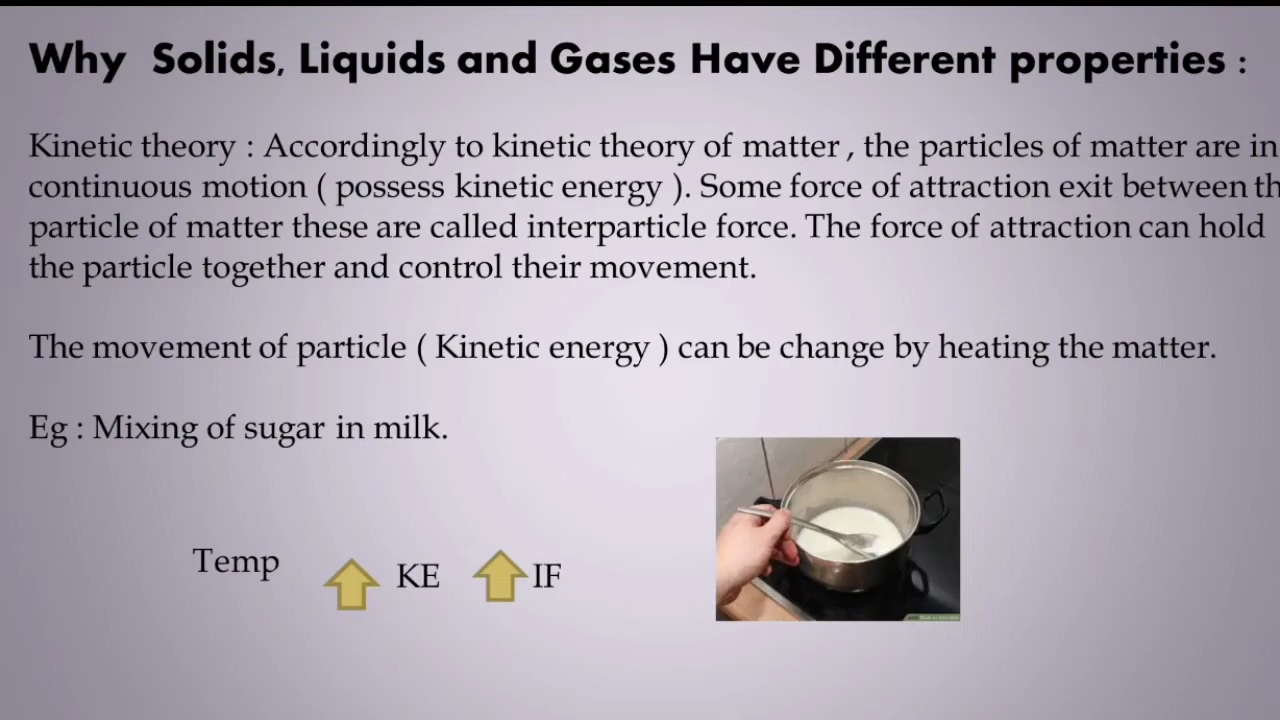 Why Solids, Liquids and Gases Have Different properties :
Kinetic theory : Accordingly to kinetic theory of matter , the particles of matter are in
continuous motion ( possess kinetic energy ). Some force of attraction exit between th
particle of matter these are called interparticle force. The force of attraction can hold
the particle together and control their movement.
The movement of particle ( Kinetic energy ) can be change by heating the matter.
Eg : Mixing of sugar in milk.
Temp KE IF